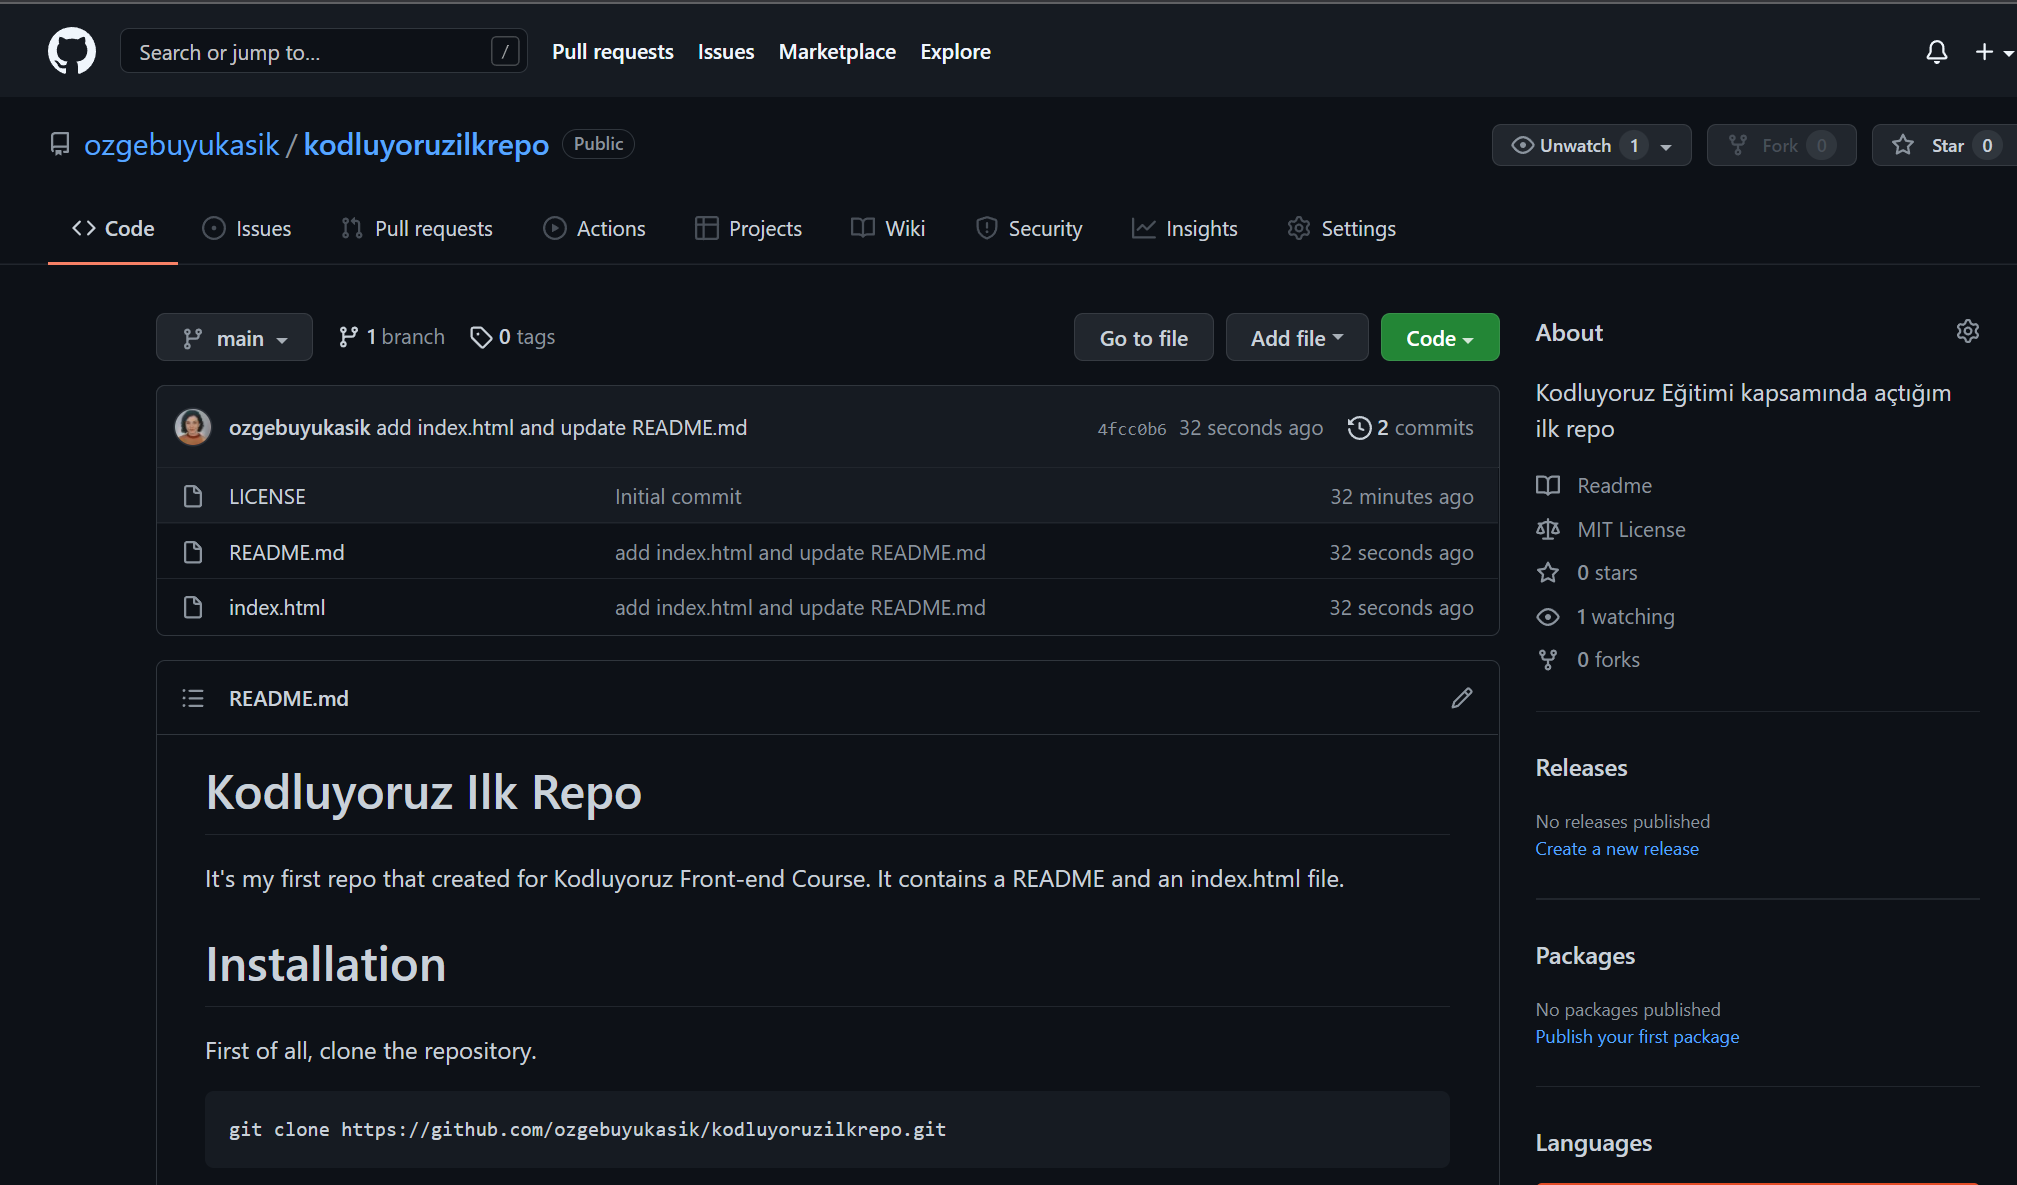 Search or jump to... /
Pull requests Issues Marketplace Explore
ozgebuyukasik / kodluyoruzilkrepo Public
Unwatch 1 Fork 0 Star 0
Code Issues Pull requests Actions Projects Wiki Security Insights Settings
main 1 branch 0 tags
Go to file Add file Code
ozgebuyukasik add index.html and update README.md 4fcc0b6 32 seconds ago 2 commits
LICENSE Initial commit 32 minutes ago
README.md add index.html and update README.md 32 seconds ago
index.html add index.html and update README.md 32 seconds ago
README.md
Kodluyoruz Ilk Repo
It's my first repo that created for Kodluyoruz Front-end Course. It contains a README and an index.html file.
Installation
First of all, clone the repository.
git clone https://github.com/ozgebuyukasik/kodluyoruzilkrepo.git
About
Kodluyoruz Eğitimi kapsamında açtığım
ilk repo
Readme
MIT License
0 stars
1 watching
0 forks
Releases
No releases published
Create a new release
Packages
No packages published
Publish your first package
Languages